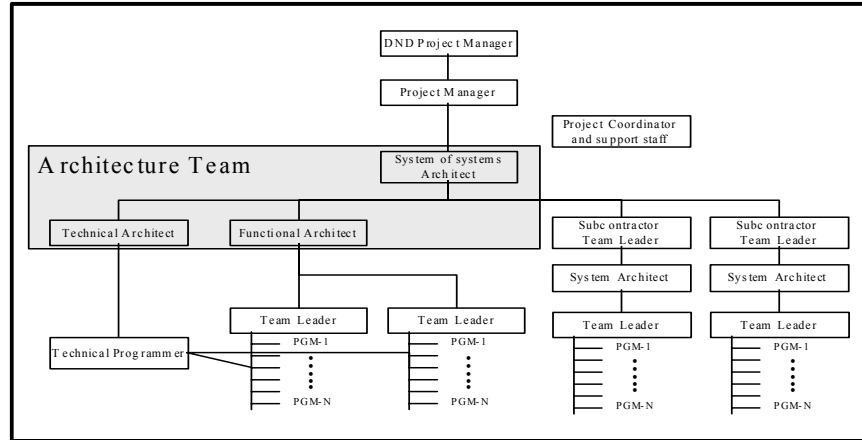 DND Project Manager
Project Manager
Project Coordinator
and support staff
Architecture Team
System of systems
Architect
Technical Architect
Functional Architect
Subcontractor
Team Leader
Subcontractor
Team Leader
System Architect
System Architect
Team Leader
Team Leader
Team Leader
Team Leader
PGM-1
PGM-1
PGM-1
PGM-1
Technical Programmer
PGM-N
PGM-N
PGM-N
PGM-N